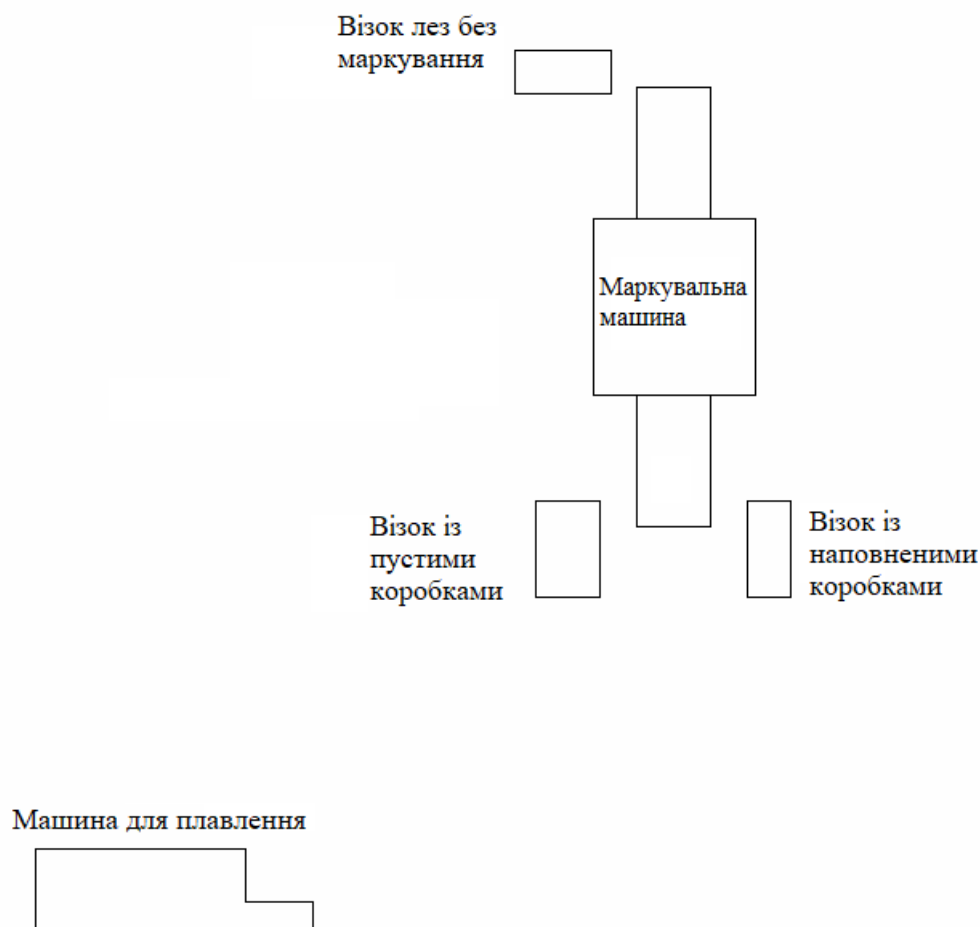 Візок лез без
маркування
Маркувальна
машина
Візок із
пустими
коробками
Візок із
наповненими
коробками
Машина для плавлення